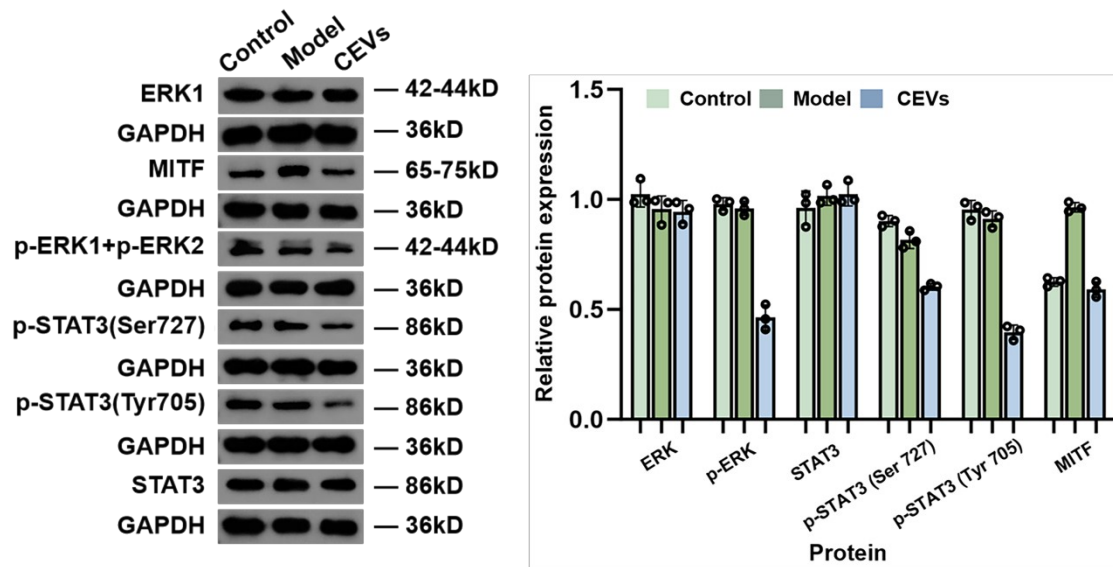 Control Model CEVs
ERK1 42-44kD
GAPDH 36kD
MITF 65-75kD
GAPDH 36kD
p-ERK1+p-ERK2 42-44kD
GAPDH 36kD
p-STAT3(Ser727) 86kD
GAPDH 36kD
p-STAT3(Tyr705) 86kD
GAPDH 36kD
STAT3 86kD
GAPDH 36kD
Relative protein expression
1.5
1.0
0.5
0.0
Control Model CEVs
ERK
p-ERK
STAT3
p-STAT3 (Ser 727)
p-STAT3 (Tyr 705)
MITF
Protein